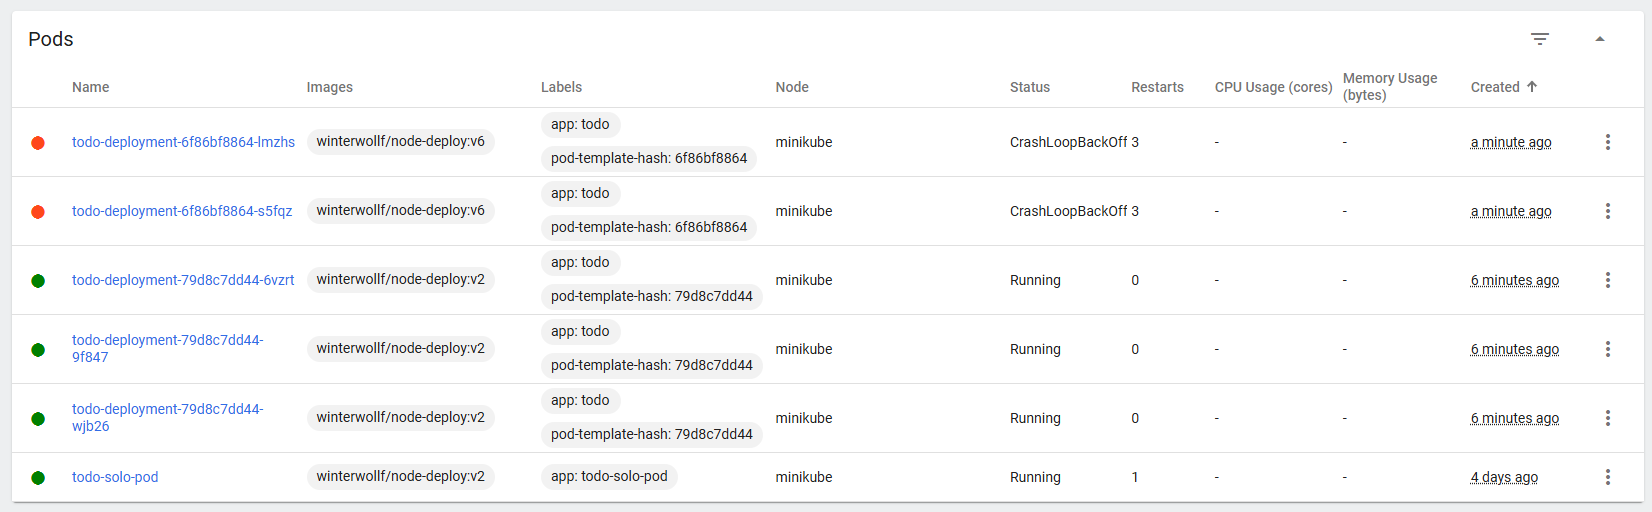 Pods
Name Images Labels Node Status Restarts CPU Usage (cores) Memory Usage (bytes) Created
todo-deployment-6f86bf8864-lmzhs winterwollf/node-deploy:v6 app: todo pod-template-hash: 6f86bf8864 minikube CrashLoopBackOff 3 - - a minute ago
todo-deployment-6f86bf8864-s5fqz winterwollf/node-deploy:v6 app: todo pod-template-hash: 6f86bf8864 minikube CrashLoopBackOff 3 - - a minute ago
todo-deployment-79d8c7dd44-6vzrt winterwollf/node-deploy:v2 app: todo pod-template-hash: 79d8c7dd44 minikube Running 0 - - 6 minutes ago
todo-deployment-79d8c7dd44-9f847 winterwollf/node-deploy:v2 app: todo pod-template-hash: 79d8c7dd44 minikube Running 0 - - 6 minutes ago
todo-deployment-79d8c7dd44-wjb26 winterwollf/node-deploy:v2 app: todo pod-template-hash: 79d8c7dd44 minikube Running 0 - - 6 minutes ago
todo-solo-pod winterwollf/node-deploy:v2 app: todo-solo-pod minikube Running 1 - - 4 days ago